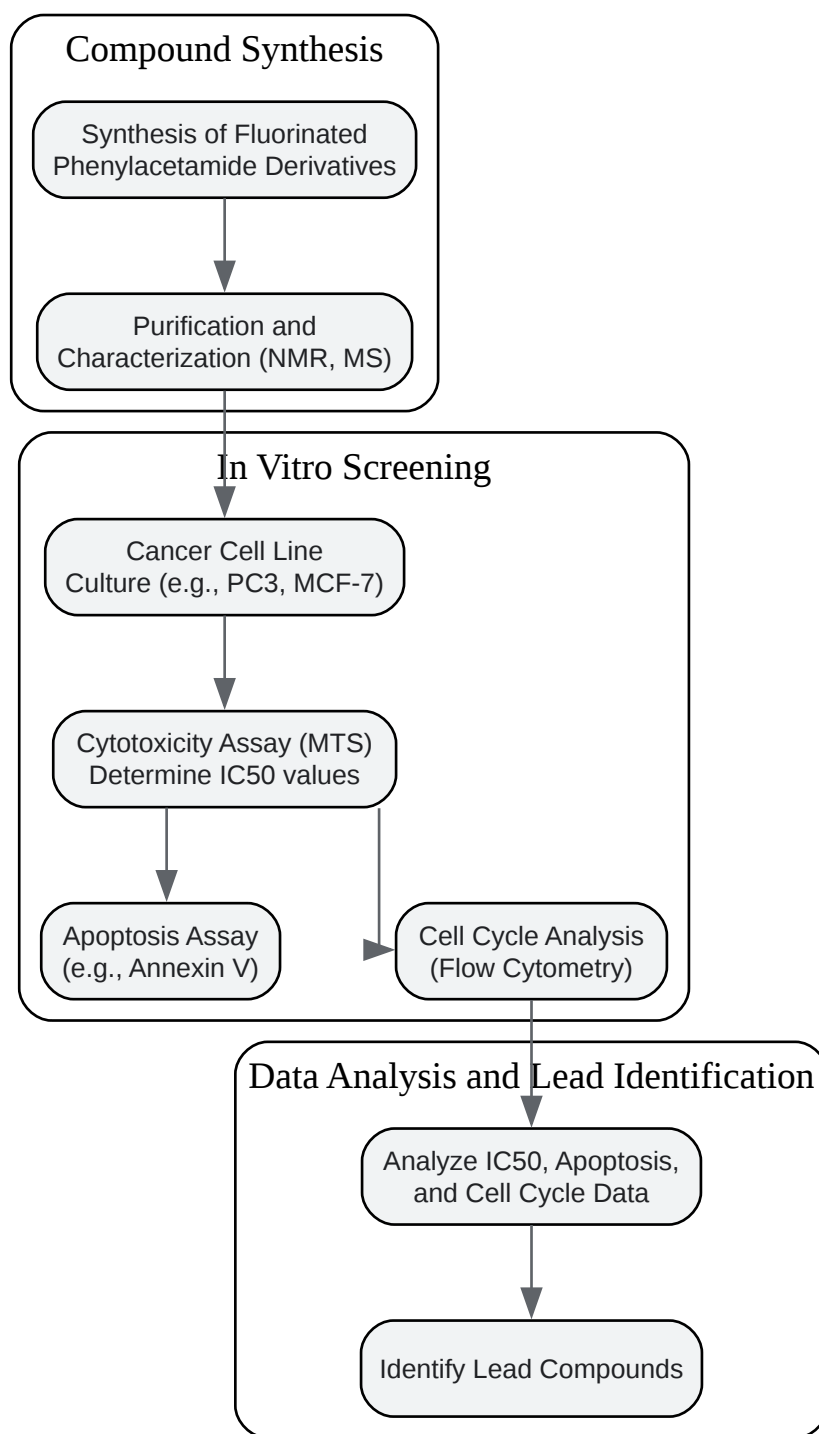 Compound Synthesis
Synthesis of Fluorinated
Phenylacetamide Derivatives
Purification and
Characterization (NMR, MS)
In Vitro Screening
Cancer Cell Line
Culture (e.g., PC3, MCF-7)
Cytotoxicity Assay (MTS)
Determine IC50 values
Apoptosis Assay
(e.g., Annexin V)
Cell Cycle Analysis
(Flow Cytometry)
Data Analysis and Lead Identification
Analyze IC50, Apoptosis,
and Cell Cycle Data
Identify Lead Compounds